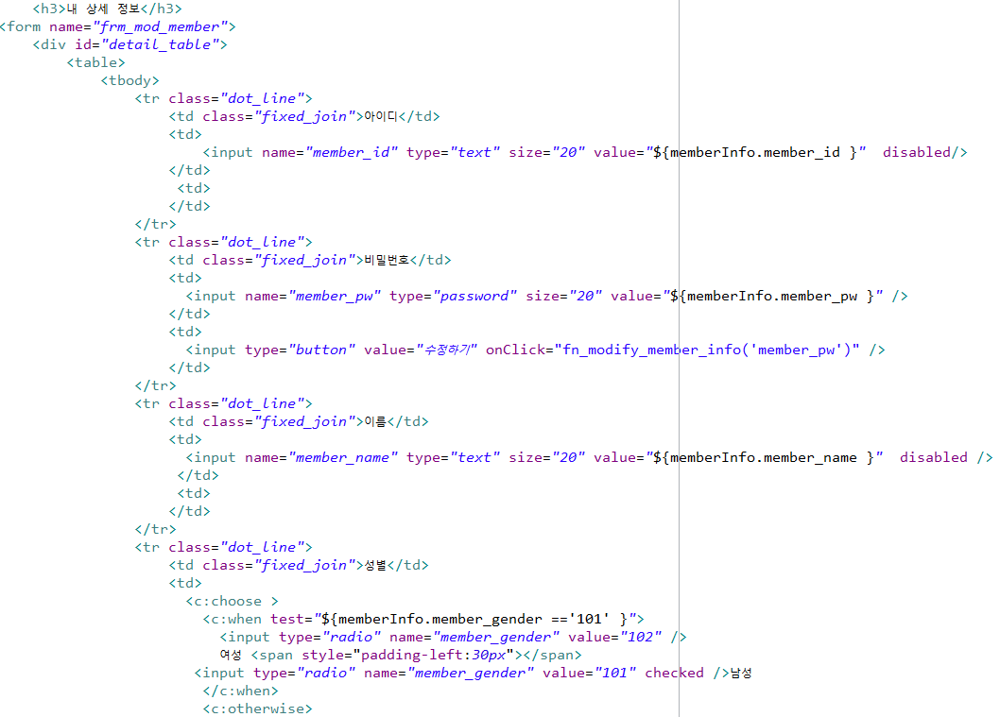 <h3>내 상세 정보</h3>
<form name="frm_mod_member">
<div id="detail_table">
<table>
<tbody>
<tr class="dot_line">
<td class="fixed_join">아이디</td>
<td>
<input name="member_id" type="text" size="20" value="${memberInfo.member_id }"  disabled/>
</td>
<td>
</td>
</tr>
<tr class="dot_line">
<td class="fixed_join">비밀번호</td>
<td>
<input name="member_pw" type="password" size="20" value="${memberInfo.member_pw }" />
</td>
<td>
<input type="button" value="수정하기" onClick="fn_modify_member_info('member_pw')" />
</td>
</tr>
<tr class="dot_line">
<td class="fixed_join">이름</td>
<td>
<input name="member_name" type="text" size="20" value="${memberInfo.member_name }"  disabled />
</td>
<td>
</td>
</tr>
<tr class="dot_line">
<td class="fixed_join">성별</td>
<td>
<c:choose >
<c:when test="${memberInfo.member_gender =='101' }">
<input type="radio" name="member_gender" value="102" />
여성 <span style="padding-left:30px"></span>
<input type="radio" name="member_gender" value="101" checked />남성
</c:when>
<c:otherwise>